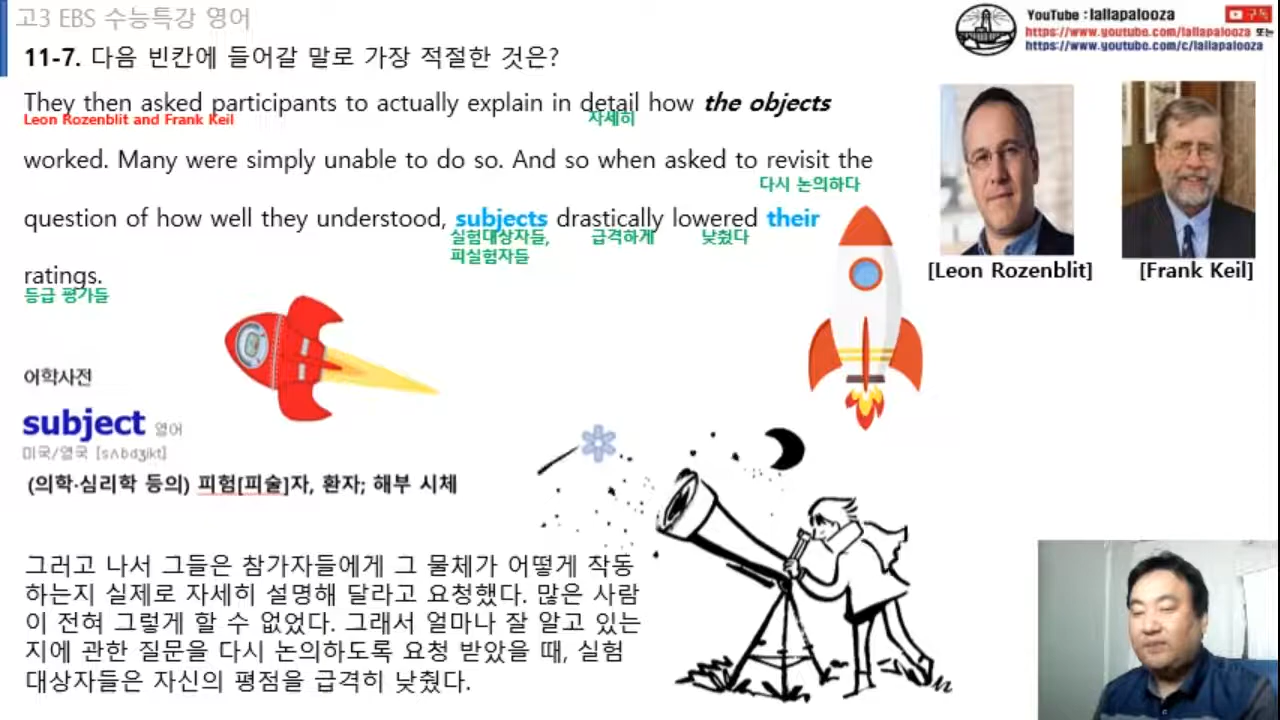 고3 EBS 수능특강 영어
YouTube : lallapalooza
구독
https://www.youtube.com/lallapalooza 또는
https://www.youtube.com/c/lallapalooza
11-7. 다음 빈칸에 들어갈 말로 가장 적절한 것은?
They then asked participants to actually explain in detail how the objects
Leon Rozenblit and Frank Keil
자세히
worked. Many were simply unable to do so. And so when asked to revisit the
다시 논의하다
question of how well they understood, subjects drastically lowered their
실험대상자들, 급격하게 낮췄다
피실험자들
ratings.
등급 평가들
[Leon Rozenblit] [Frank Keil]
어학사전
subject 영어
미국/영국 [sʌbdʒikt]
(의학·심리학 등의) 피험[피술]자, 환자; 해부 시체
그러고 나서 그들은 참가자들에게 그 물체가 어떻게 작동
하는지 실제로 자세히 설명해 달라고 요청했다. 많은 사람
이 전혀 그렇게 할 수 없었다. 그래서 얼마나 잘 알고 있는
지에 관한 질문을 다시 논의하도록 요청 받았을 때, 실험
대상자들은 자신의 평점을 급격히 낮췄다.